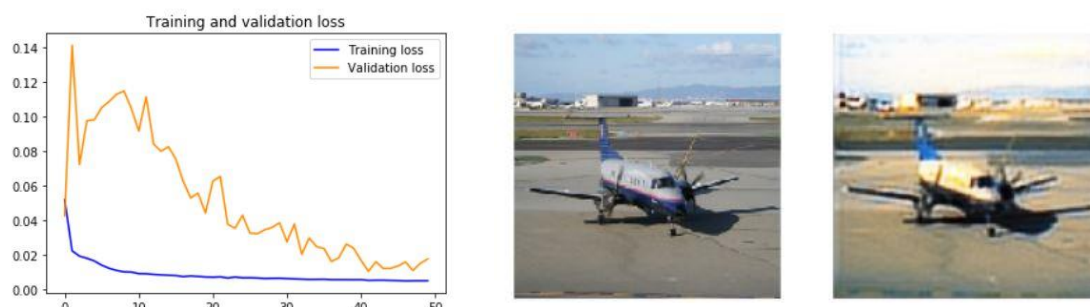 Training and validation loss
Training loss
Validation loss
0.14
0.12
0.10
0.08
0.06
0.04
0.02
0.00
0 10 20 30 40 50